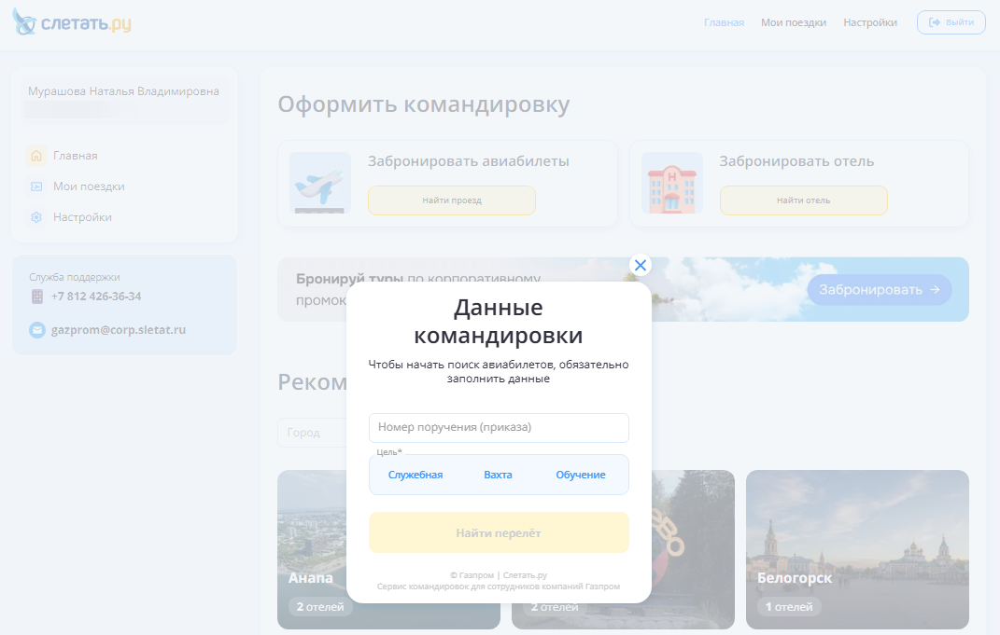 слетать.ру
Главная
Мои поездки
Настройки
Выйти
Мурашова Наталья Владимировна
Главная
Мои поездки
Настройки
Служба поддержки
+7 812 426-36-34
gazprom@corp.sletat.ru
Оформить командировку
Забронировать авиабилеты
Найти проезд
Забронировать отель
Найти отель
Бронируй туры по корпоративному
промок
Забронировать →
Реком
Город
Данные
командировки
Чтобы начать поиск авиабилетов, обязательно
заполнить данные
Номер поручения (приказа)
Цель*
Служебная
Вахта
Обучение
Найти перелёт
© Газпром | Слетать.ру
Сервис командировок для сотрудников компаний Газпром
Анапа
2 отелей
2 отелей
Белогорск
1 отелей